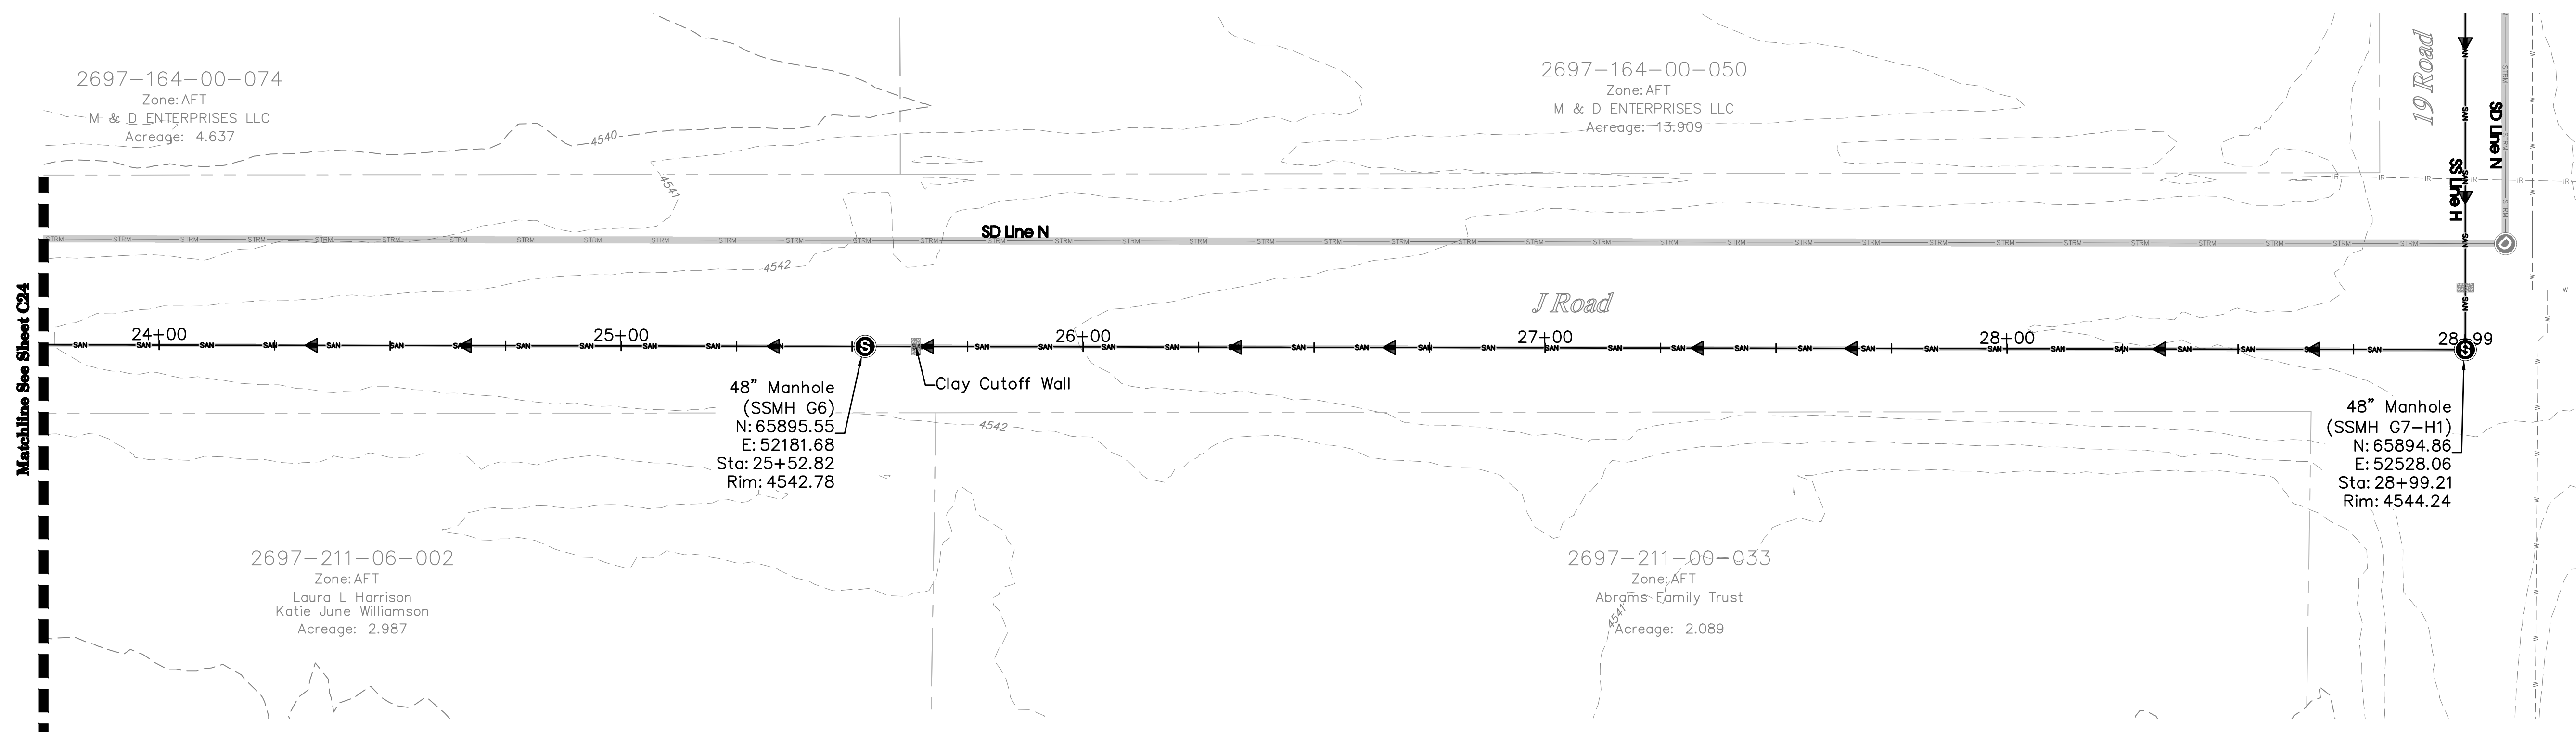 2697-164-00-074
Zone: AFT
M & D ENTERPRISES LLC
Acreage: 4.637
2697-164-00-050
Zone: AFT
M & D ENTERPRISES LLC
Acreage: 13.909
19 Road
SD Line N
SS Line H
4540
4541
4542
SD Line N
J Road
Matchline See Sheet C24
24+00
25+00
26+00
27+00
28+00
28+99
S
S
D
SAN
STRM
IR
W
Clay Cutoff Wall
48" Manhole
(SSMH G6)
N: 65895.55
E: 52181.68
Sta: 25+52.82
Rim: 4542.78
4542
48" Manhole
(SSMH G7-H1)
N: 65894.86
E: 52528.06
Sta: 28+99.21
Rim: 4544.24
2697-211-06-002
Zone: AFT
Laura L Harrison
Katie June Williamson
Acreage: 2.987
2697-211-00-033
Zone: AFT
Abrams Family Trust
4541
Acreage: 2.089